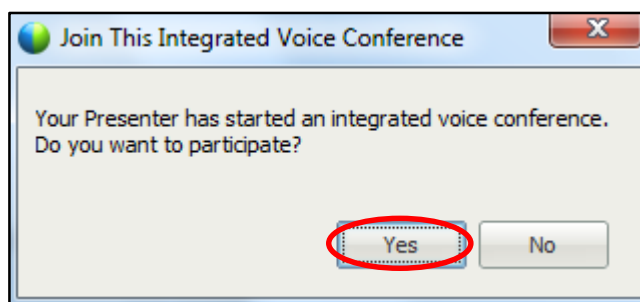 Join This Integrated Voice Conference
Your Presenter has started an integrated voice conference.
Do you want to participate?
Yes No